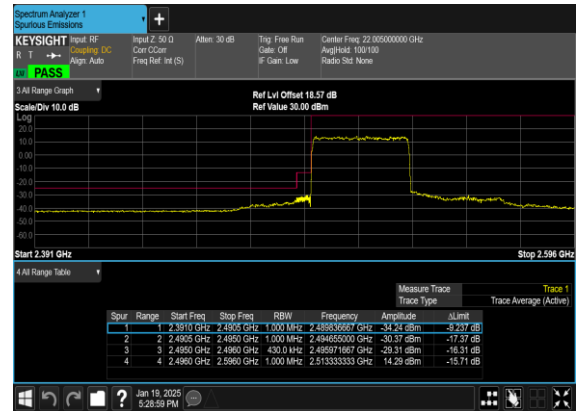 Spectrum Analyzer 1
Spurious Emissions
+
KEYSIGHT Input: RF Input Z: 50 Ω Atten: 30 dB Trig: Free Run Center Freq: 22.005000000 GHz
R T Coupling: DC Corr CCorr Gate: Off Avg|Hold: 100/100
Align: Auto Freq Ref: Int (S) IF Gain: Low Radio Std: None
PASS
3 All Range Graph
Ref Lvl Offset 18.57 dB
Scale/Div 10.0 dB Ref Value 30.00 dBm
Log
20.0
10.0
0.00
-10.0
-20.0
-30.0
-40.0
-50.0
-60.0
Start 2.391 GHz Stop 2.596 GHz
4 All Range Table
Measure Trace Trace 1
Trace Type Trace Average (Active)
Spur Range Start Freq Stop Freq RBW Frequency Amplitude ΔLimit
1 1 2.3910 GHz 2.4905 GHz 1.000 MHz 2.489836667 GHz -34.24 dBm -9.237 dB
2 2 2.4905 GHz 2.4950 GHz 1.000 MHz 2.494655000 GHz -30.37 dBm -17.37 dB
3 3 2.4950 GHz 2.4960 GHz 430.0 kHz 2.495971667 GHz -29.31 dBm -16.31 dB
4 4 2.4960 GHz 2.5960 GHz 1.000 MHz 2.513333333 GHz 14.29 dBm -15.71 dB
? Jan 19, 2025
5:28:59 PM